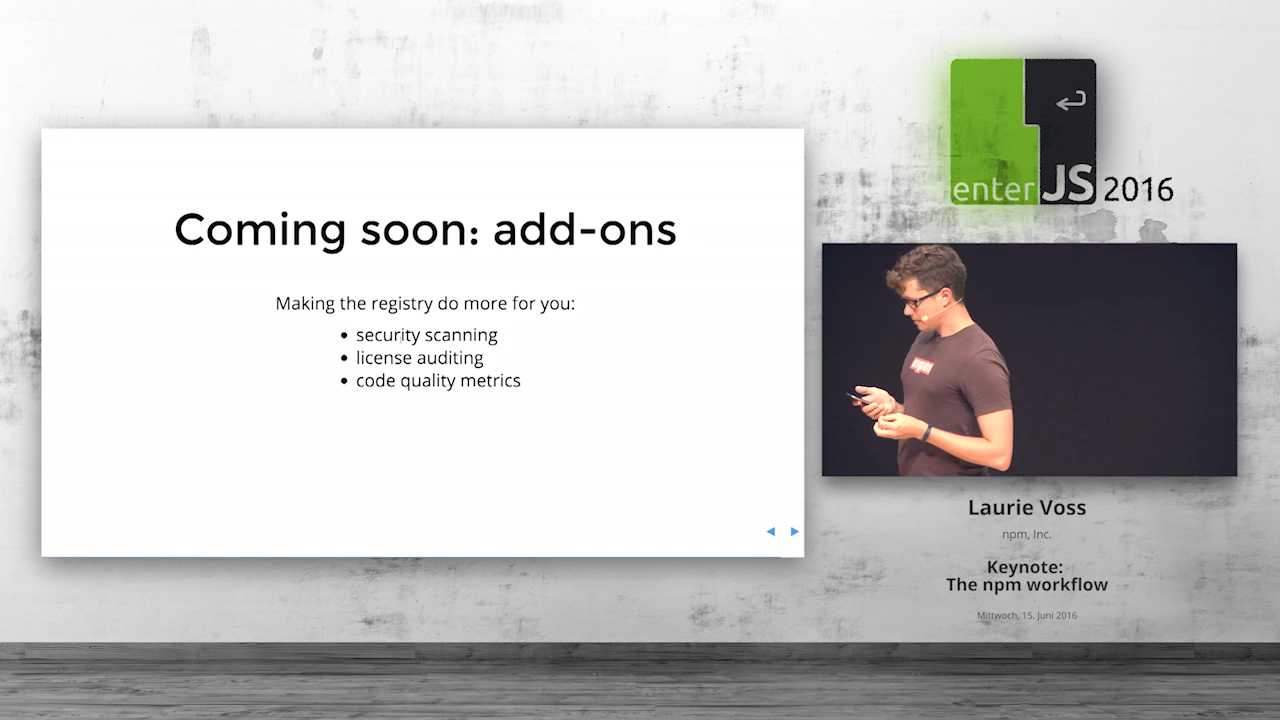 Coming soon: add-ons
Making the registry do more for you:
security scanning
license auditing
code quality metrics
enter JS 2016
npm
Laurie Voss
npm, Inc.
Keynote:
The npm workflow
Mittwoch, 15. Juni 2016